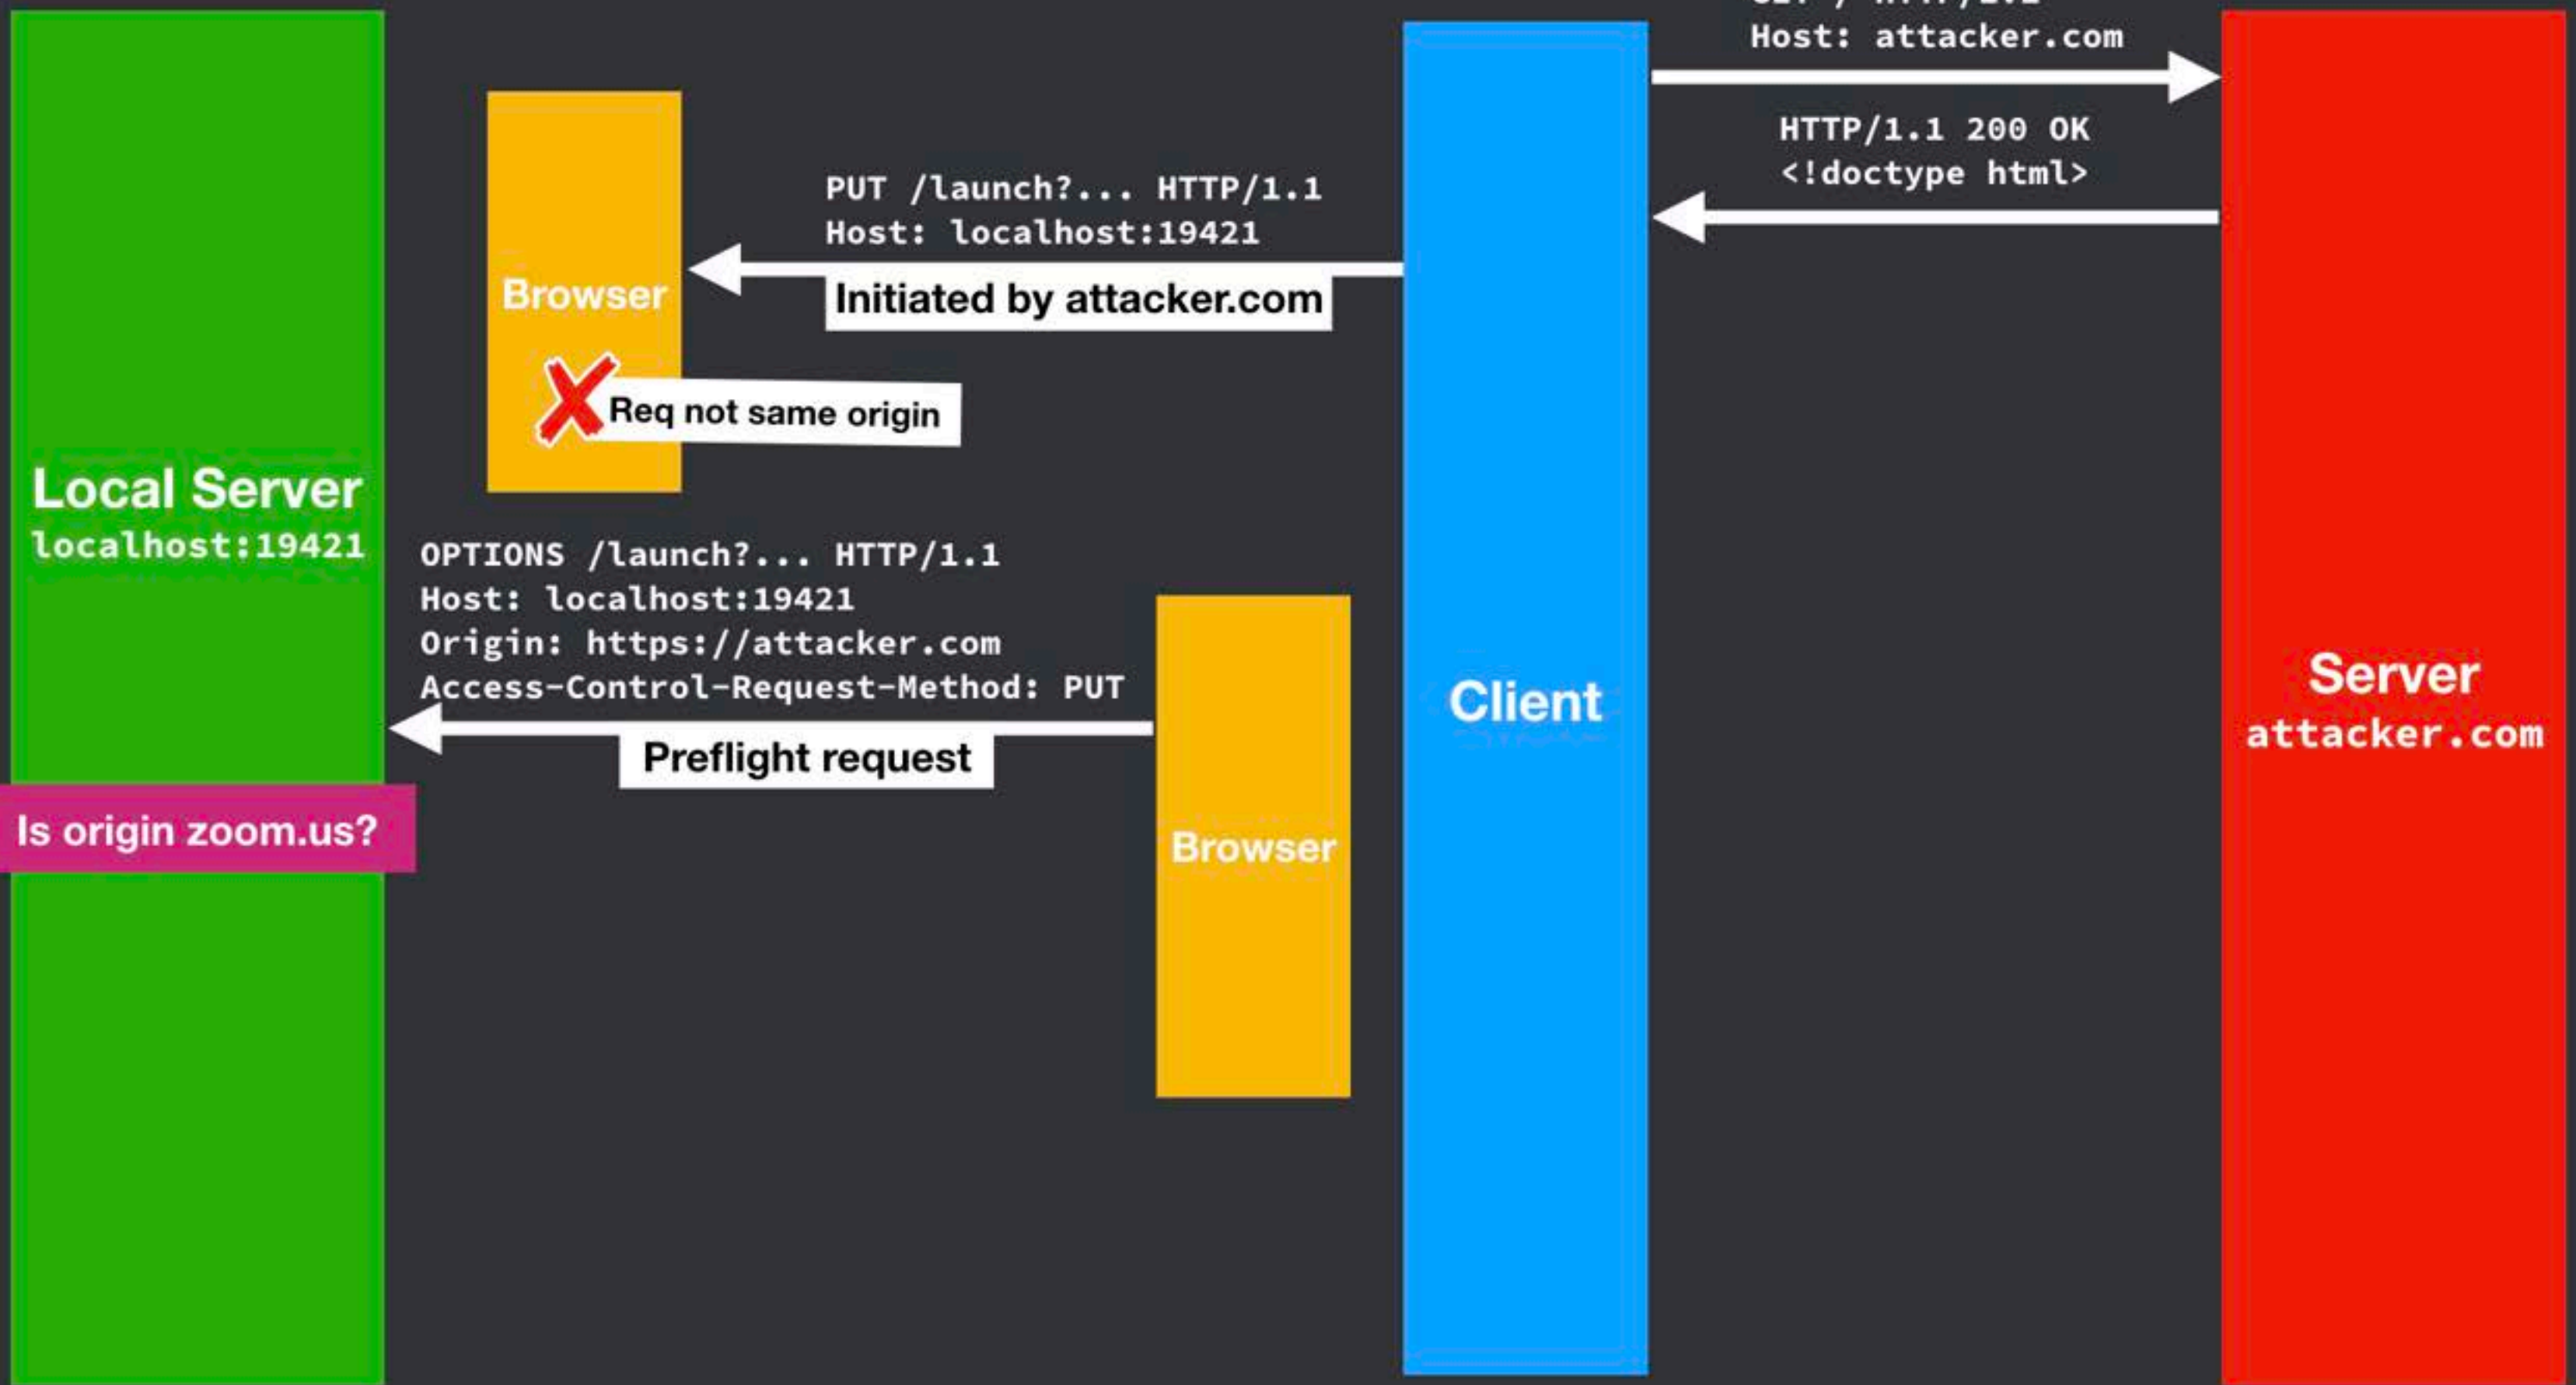 Host: attacker.com
HTTP/1.1 200 OK
<!doctype html>
PUT /launch?... HTTP/1.1
Host: localhost:19421
Initiated by attacker.com
Browser
Req not same origin
Local Server
localhost:19421
OPTIONS /launch?... HTTP/1.1
Host: localhost:19421
Origin: https://attacker.com
Access-Control-Request-Method: PUT
Preflight request
Is origin zoom.us?
Browser
Client
Server
attacker.com